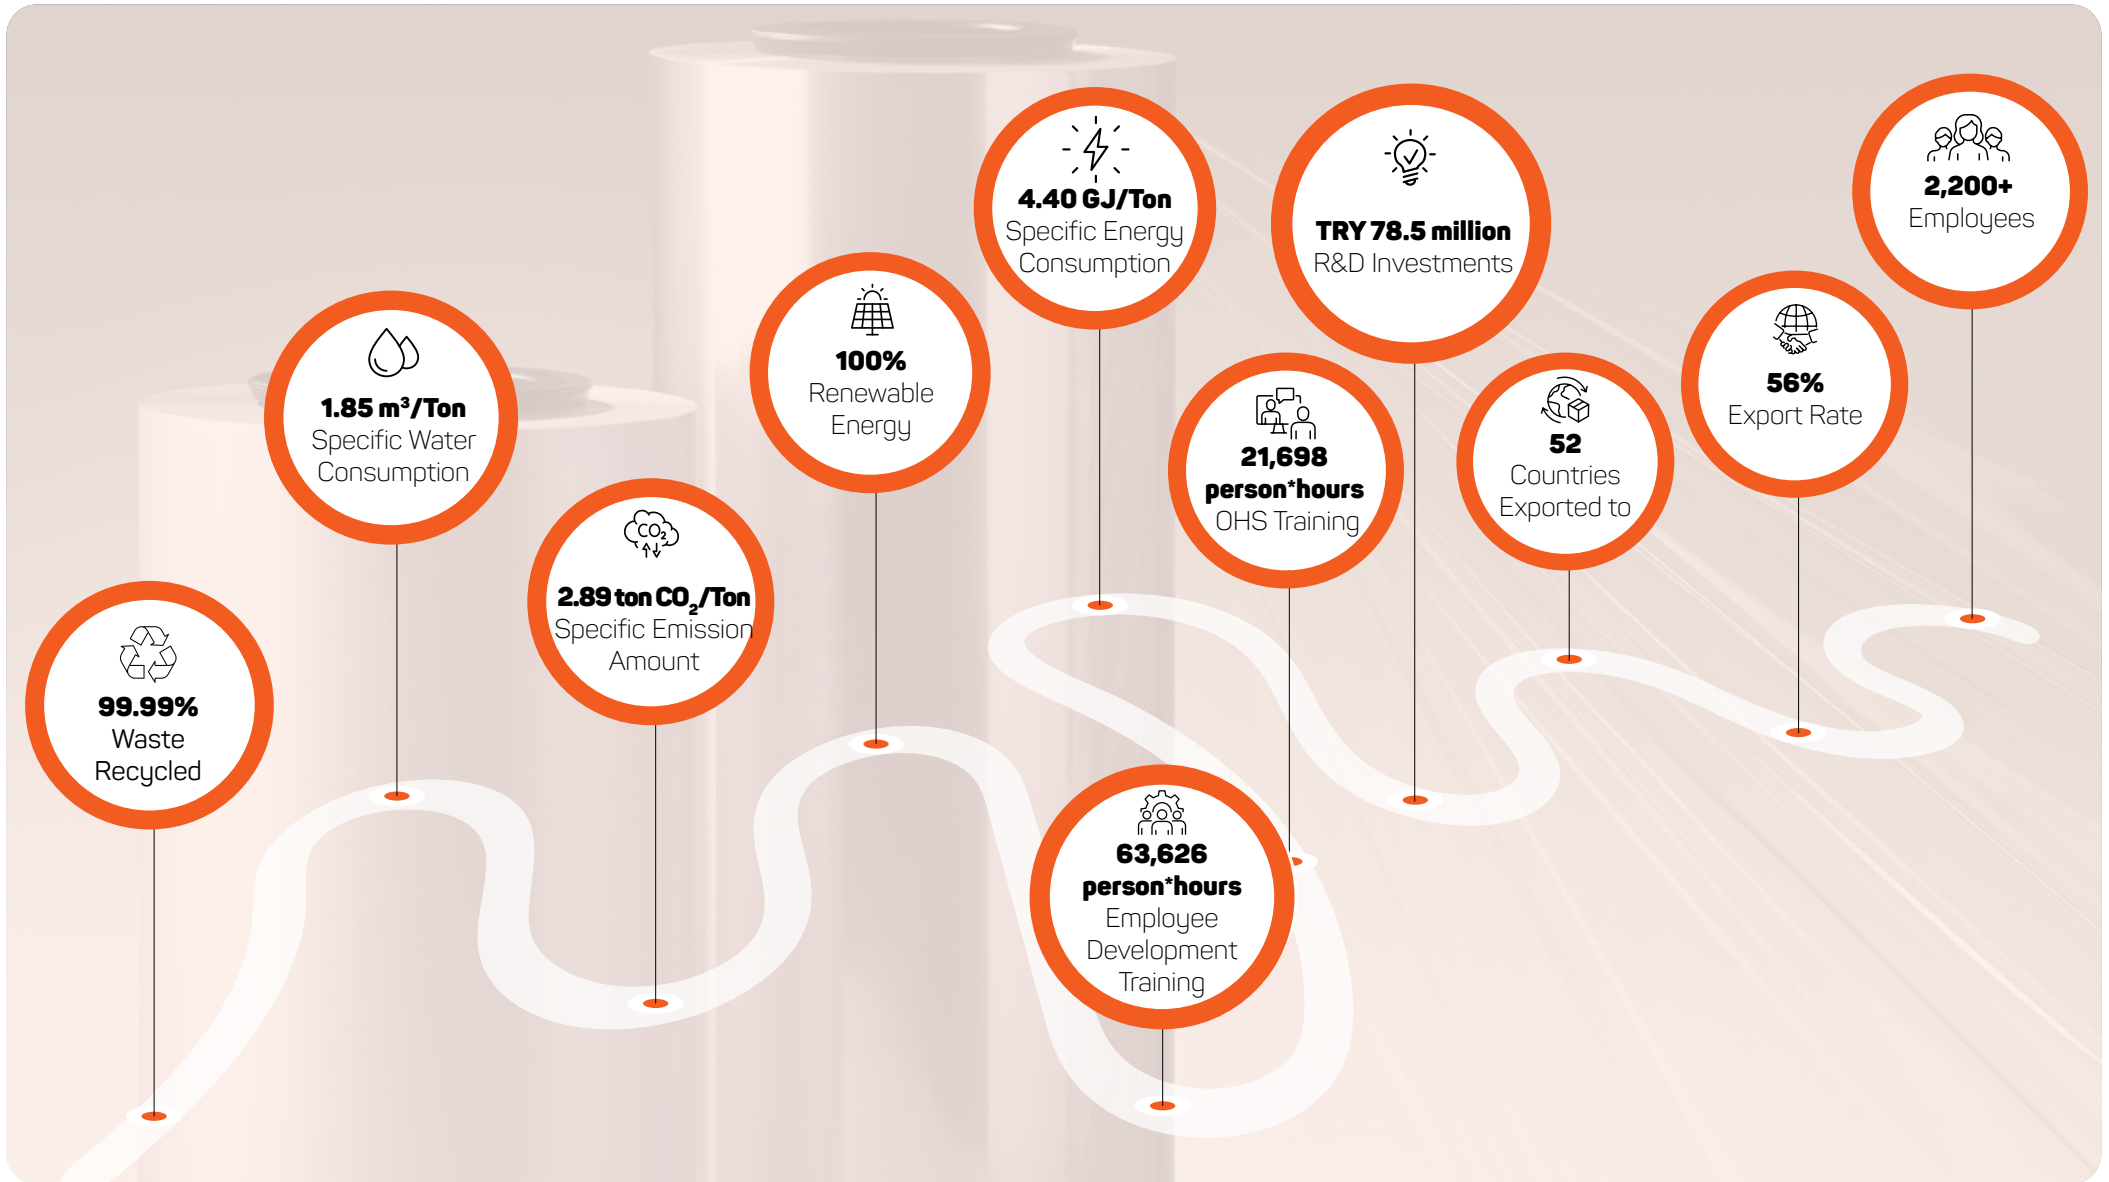 99.99%
Waste
Recycled
1.85 m³/Ton
Specific Water
Consumption
CO₂
2.89 ton CO₂/Ton
Specific Emission
Amount
100%
Renewable
Energy
63,626
person*hours
Employee
Development
Training
21,698
person*hours
OHS Training
4.40 GJ/Ton
Specific Energy
Consumption
TRY 78.5 million
R&D Investments
52
Countries
Exported to
56%
Export Rate
2,200+
Employees